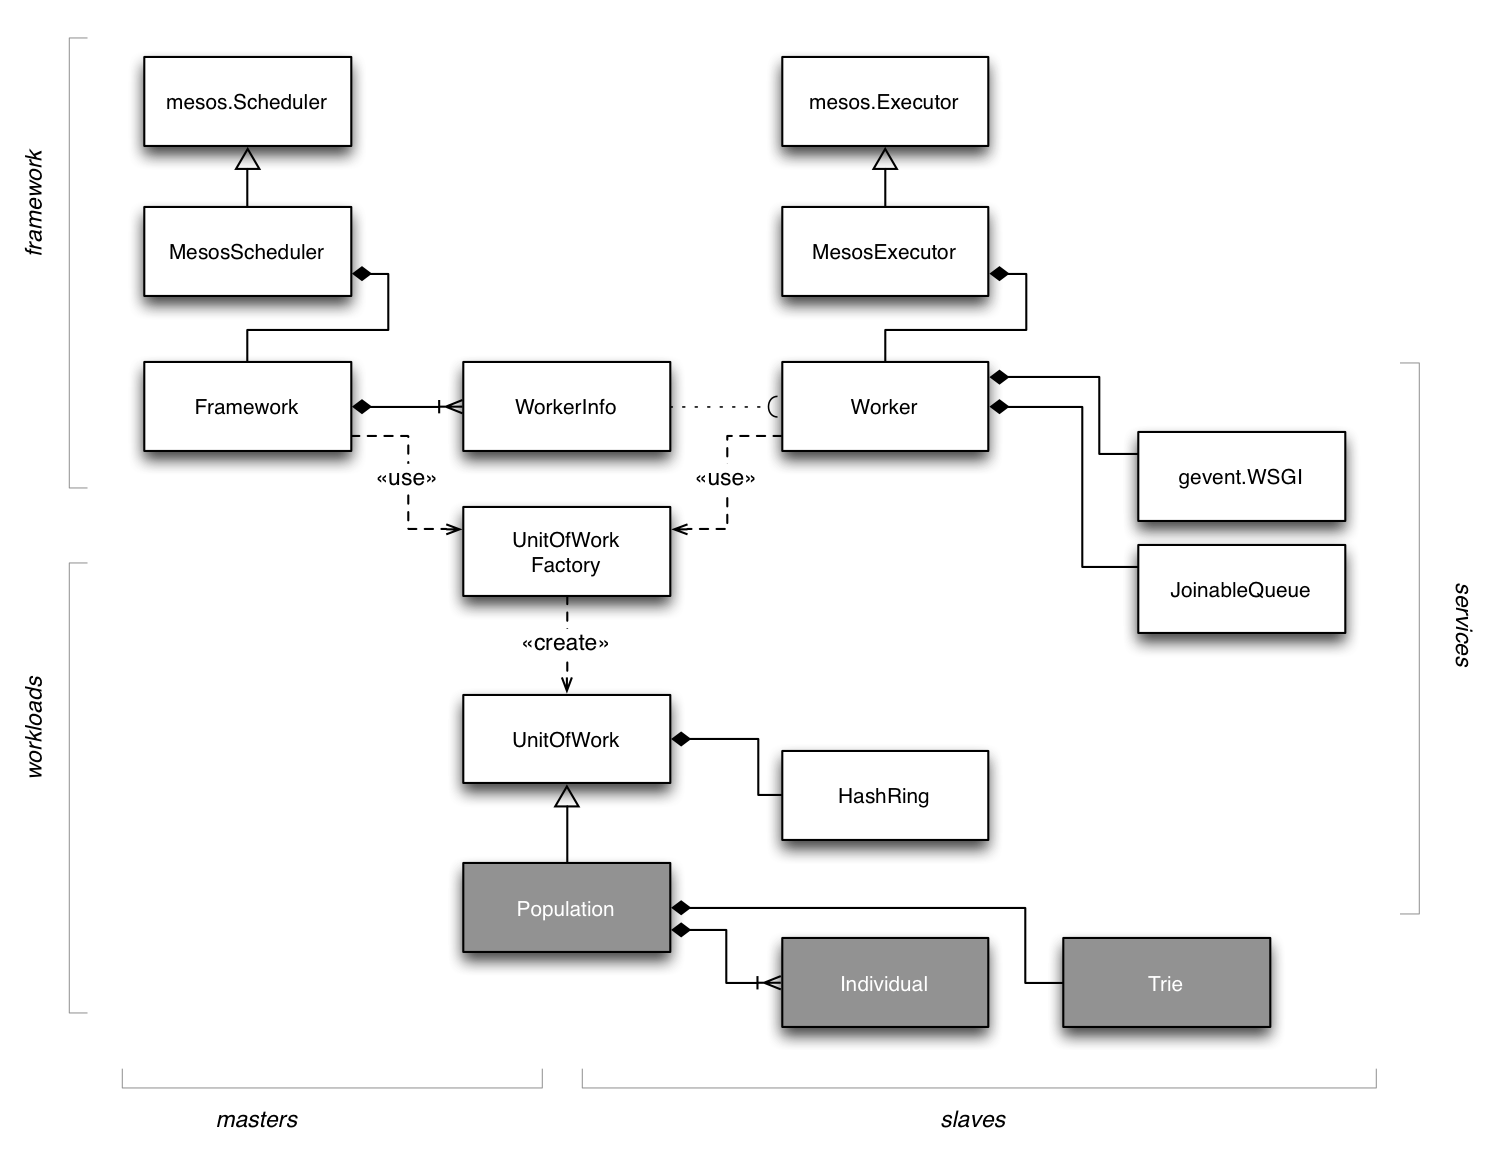 mesos.Scheduler
mesos.Executor
framework
MesosScheduler
MesosExecutor
Framework
WorkerInfo
Worker
«use»
«use»
gevent.WSGI
UnitOfWork
Factory
JoinableQueue
services
«create»
workloads
UnitOfWork
HashRing
Population
Individual
Trie
masters
slaves